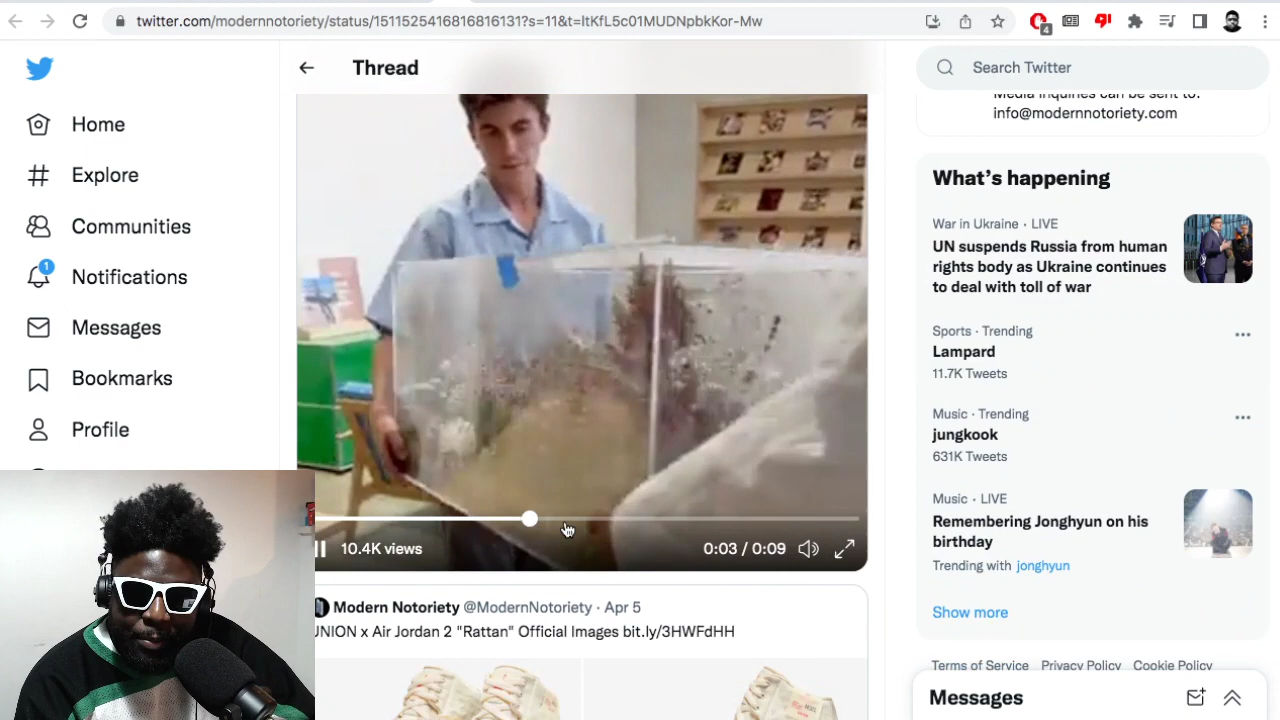 twitter.com/modernnotoriety/status/1511525416816816131?s=11&t=ltKfL5c01MUDNpbkKor-Mw
4
Thread
Search Twitter
Home
Explore
Communities
1
Notifications
Messages
Bookmarks
Profile
10.4K views
0:03 / 0:09
Modern Notoriety @ModernNotoriety · Apr 5
UNION x Air Jordan 2 "Rattan" Official Images bit.ly/3HWFdHH
Media inquiries can be sent to:
info@modernnotoriety.com
What's happening
War in Ukraine · LIVE
UN suspends Russia from human
rights body as Ukraine continues
to deal with toll of war
Sports · Trending
Lampard
11.7K Tweets
Music · Trending
jungkook
631K Tweets
Music · LIVE
Remembering Jonghyun on his
birthday
Trending with jonghyun
Show more
Terms of Service Privacy Policy Cookie Policy
Messages